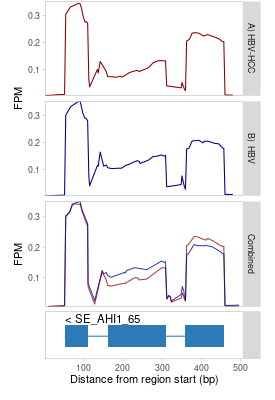 0.3
0.2
0.1
A) HBV-HCC
FPM
0.3
0.2
0.1
B) HBV
0.3
0.2
0.1
FPM
Combined
< SE_AHI1_65
100 200 300 400 500
Distance from region start (bp)